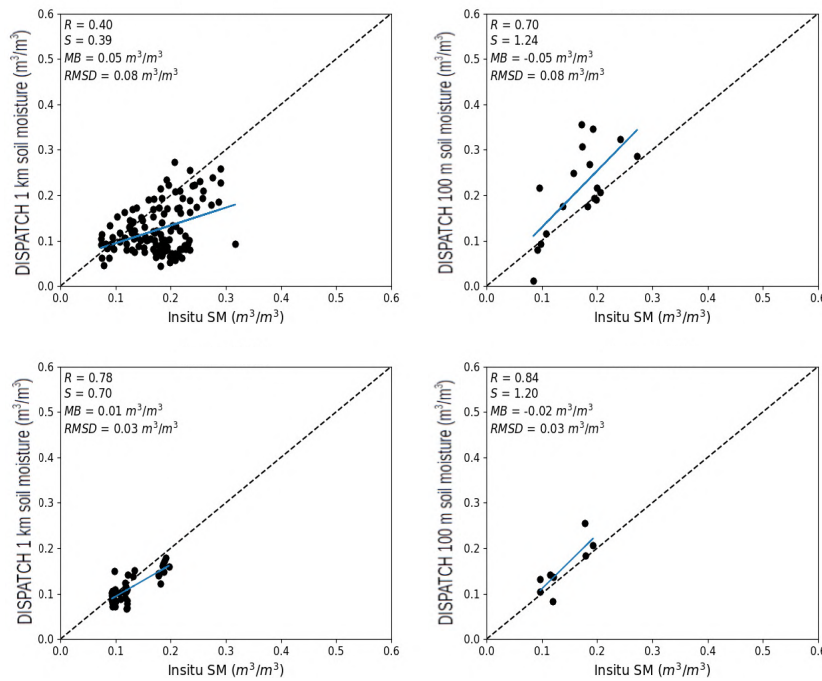 R = 0.40
S = 0.39
MB = 0.05 m³/m³
RMSD = 0.08 m³/m³
DISPATCH 1 km soil moisture (m³/m³)
0.6
0.5
0.4
0.3
0.2
0.1
0.0
0.0 0.1 0.2 0.3 0.4 0.5 0.6
Insitu SM (m³/m³)
R = 0.70
S = 1.24
MB = -0.05 m³/m³
RMSD = 0.08 m³/m³
DISPATCH 100 m soil moisture (m³/m³)
0.6
0.5
0.4
0.3
0.2
0.1
0.0
0.0 0.1 0.2 0.3 0.4 0.5 0.6
Insitu SM (m³/m³)
R = 0.78
S = 0.70
MB = 0.01 m³/m³
RMSD = 0.03 m³/m³
DISPATCH 1 km soil moisture (m³/m³)
0.6
0.5
0.4
0.3
0.2
0.1
0.0
0.0 0.1 0.2 0.3 0.4 0.5 0.6
Insitu SM (m³/m³)
R = 0.84
S = 1.20
MB = -0.02 m³/m³
RMSD = 0.03 m³/m³
DISPATCH 100 m soil moisture (m³/m³)
0.6
0.5
0.4
0.3
0.2
0.1
0.0
0.0 0.1 0.2 0.3 0.4 0.5 0.6
Insitu SM (m³/m³)